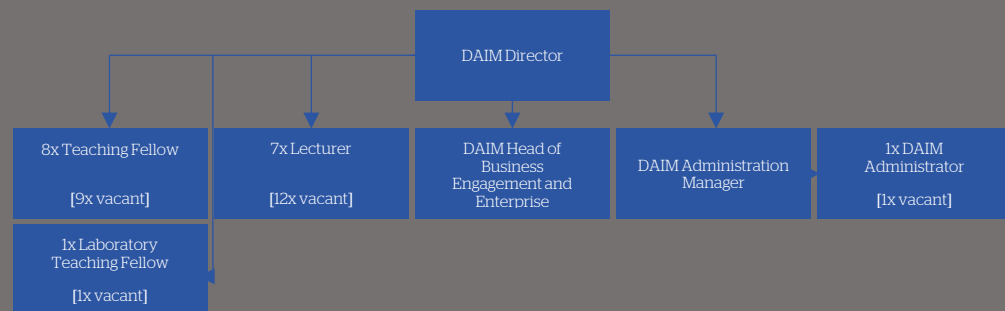 DAIM Director
8x Teaching Fellow
[9x vacant]
7x Lecturer
[12x vacant]
DAIM Head of
Business
Engagement and
Enterprise
DAIM Administration
Manager
1x DAIM
Administrator
[1x vacant]
1x Laboratory
Teaching Fellow
[1x vacant]